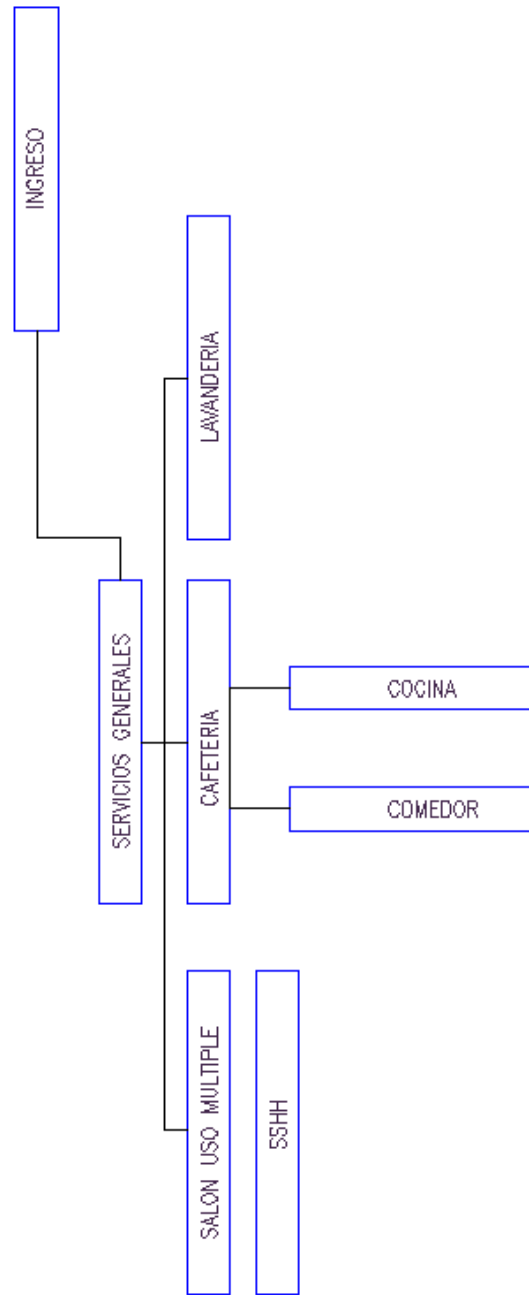 INGRESO
SERVICIOS GENERALES
SALON USO MULTIPLE
CAFETERIA
LAVANDERIA
SSHH
COMEDOR
COCINA